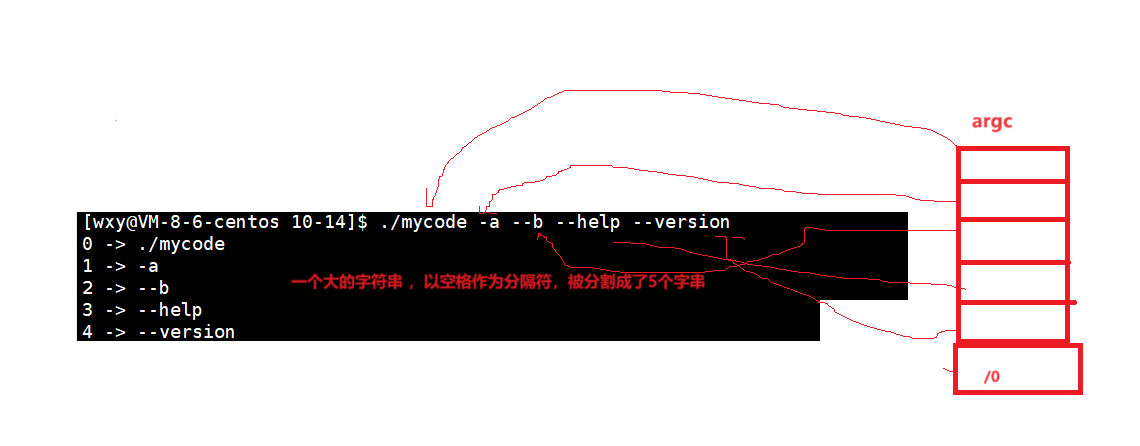 argc
[wxy@VM-8-6-centos 10-14]$ ./mycode -a --b --help --version
0 -> ./mycode
1 -> -a
2 -> --b
一个大的字符串 ，以空格作为分隔符，被分割成了5个字串
3 -> --help
4 -> --version
/0